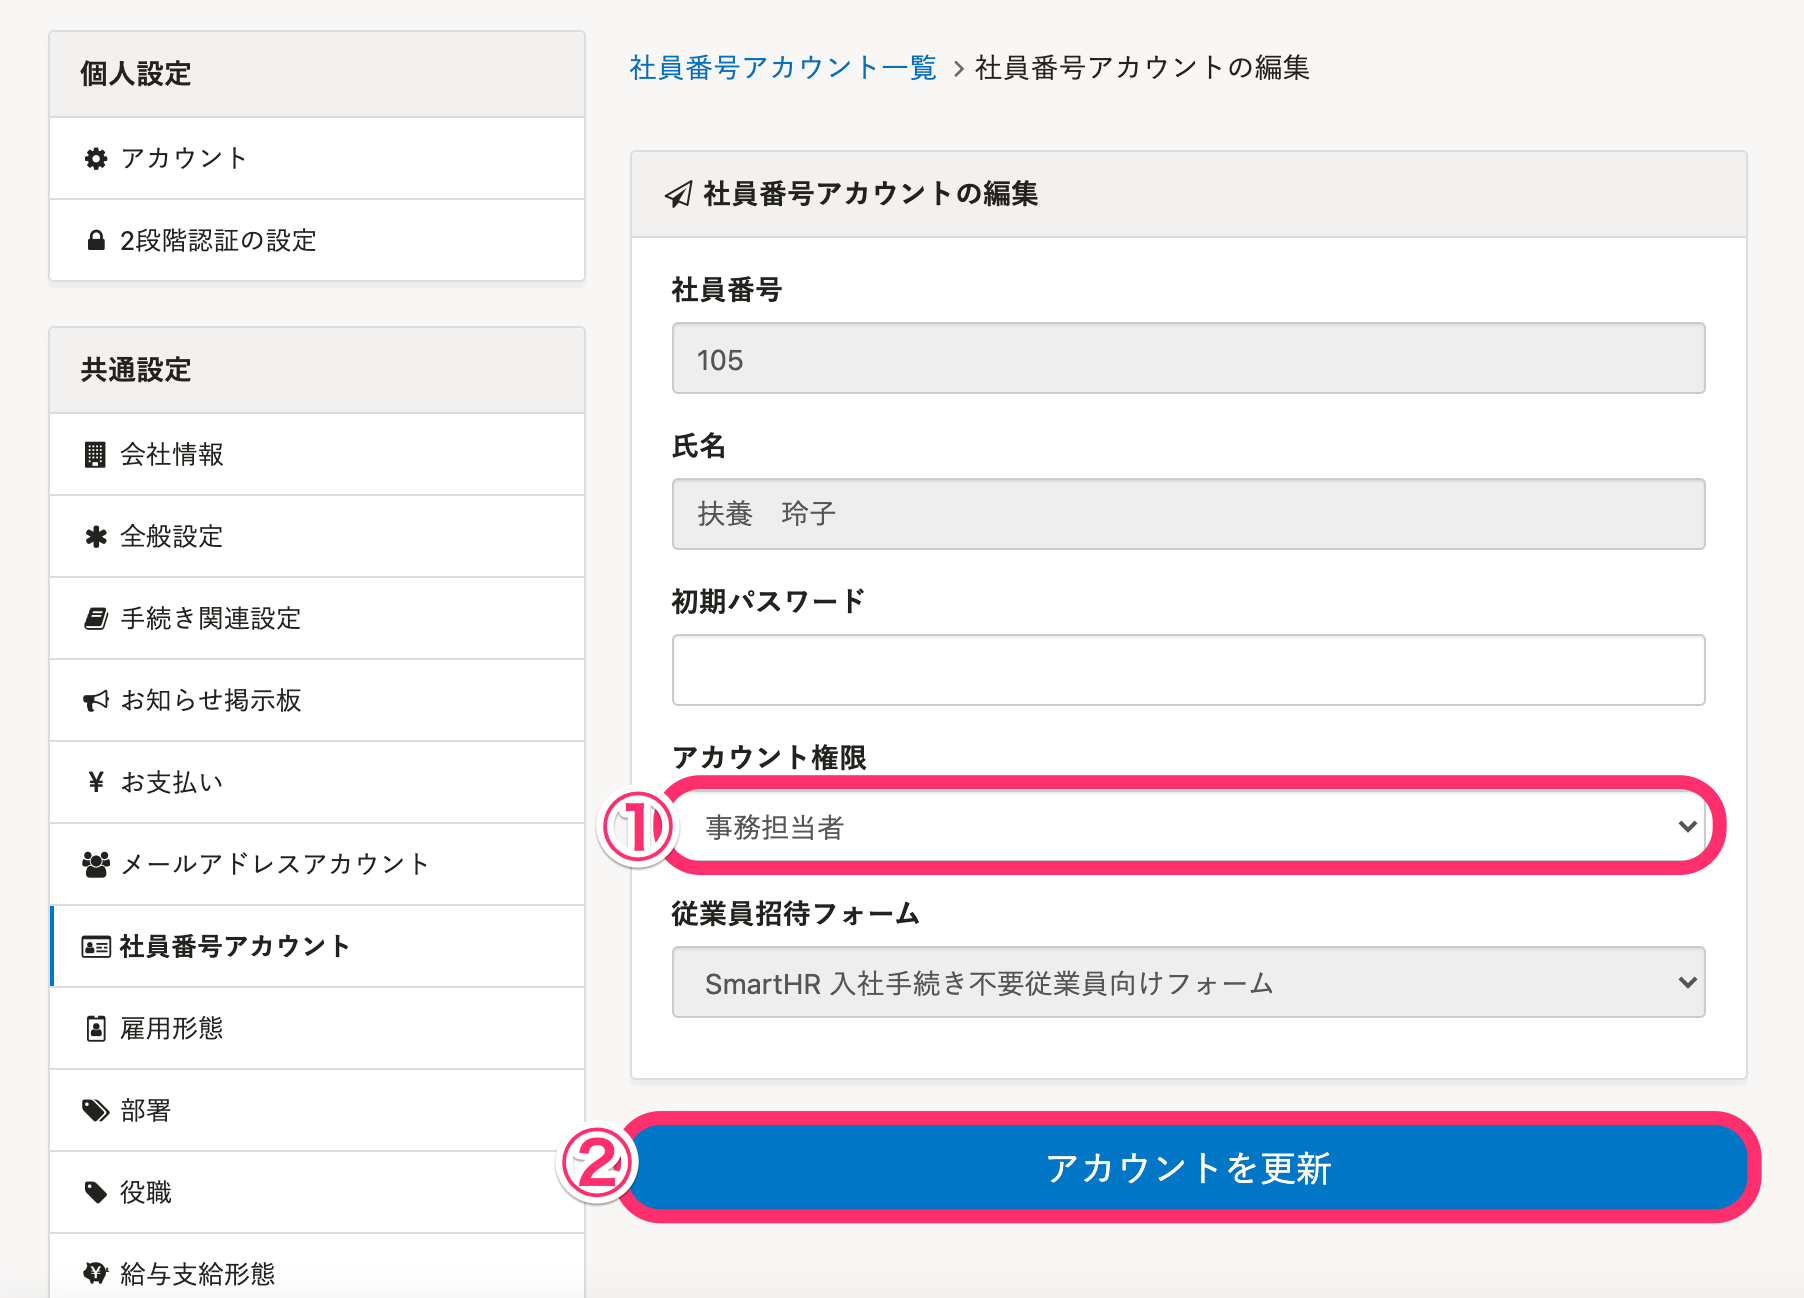 個人設定
アカウント
2段階認証の設定
共通設定
会社情報
全般設定
手続き関連設定
お知らせ掲示板
お支払い
メールアドレスアカウント
社員番号アカウント
雇用形態
部署
役職
給与支給形態
社員番号アカウント一覧 > 社員番号アカウントの編集
社員番号アカウントの編集
社員番号
105
氏名
扶養　玲子
初期パスワード
アカウント権限
① 事務担当者
従業員招待フォーム
SmartHR 入社手続き不要従業員向けフォーム
② アカウントを更新